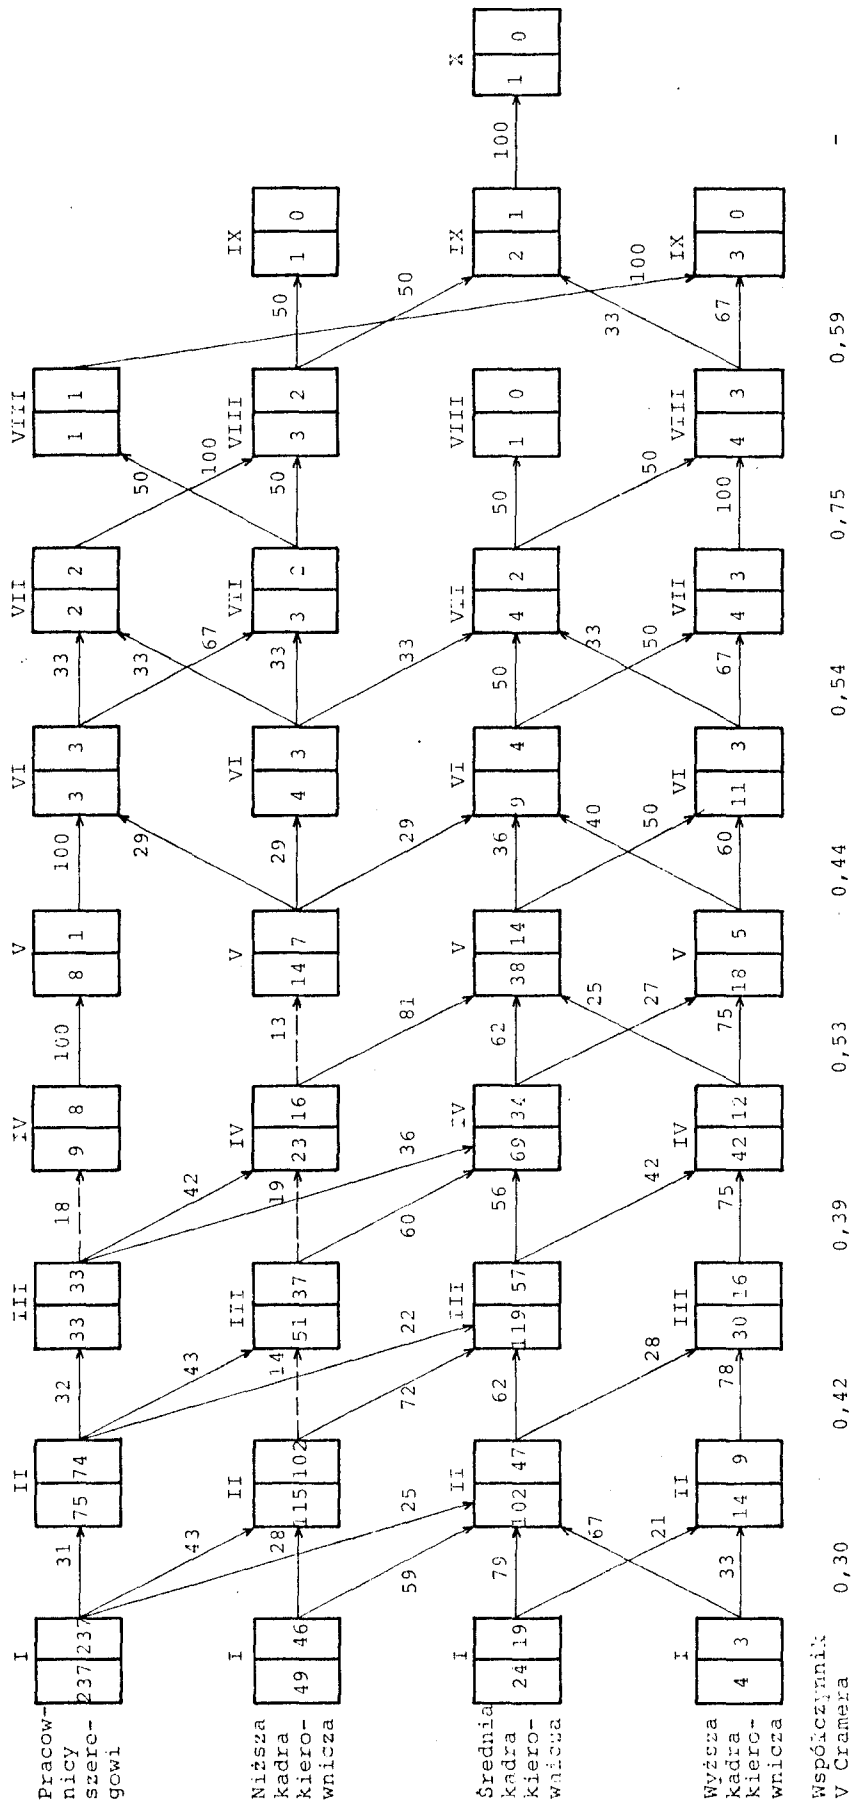 Pracow-
nicy
szere-
gowi
I II III IV V VI VII VIII
237 237 31 75 74 32 33 33 18 9 8 100 8 1 100 3 3 33 2 2 1 1
43 25 43 22 42 36 29 33 67 50 100 100
Niższa
kadra
kiero-
wnicza
I II III IV V VI VII VIII IX
49 46 28 115 102 14 51 37 19 23 16 13 14 7 29 4 3 33 3 2 50 3 2 50 1 0
59 72 60 81 29 33 50
Średnia
kadra
kiero-
wnicza
I II III IV V VI VII VIII IX X
24 19 79 102 47 62 119 57 56 69 34 62 38 14 36 9 4 50 4 2 50 1 0 2 1 100 1 0
67 21 28 42 25 27 40 50 33 50 50 33
Wyższa
kadra
kiero-
wnicza
I II III IV V VI VII VIII IX
4 3 33 14 9 78 30 16 75 42 12 75 18 5 60 11 3 67 4 3 100 4 3 67 3 0
Współczynnik
V Cramera 0,30 0,42 0,39 0,53 0,44 0,54 0,75 0,59 -